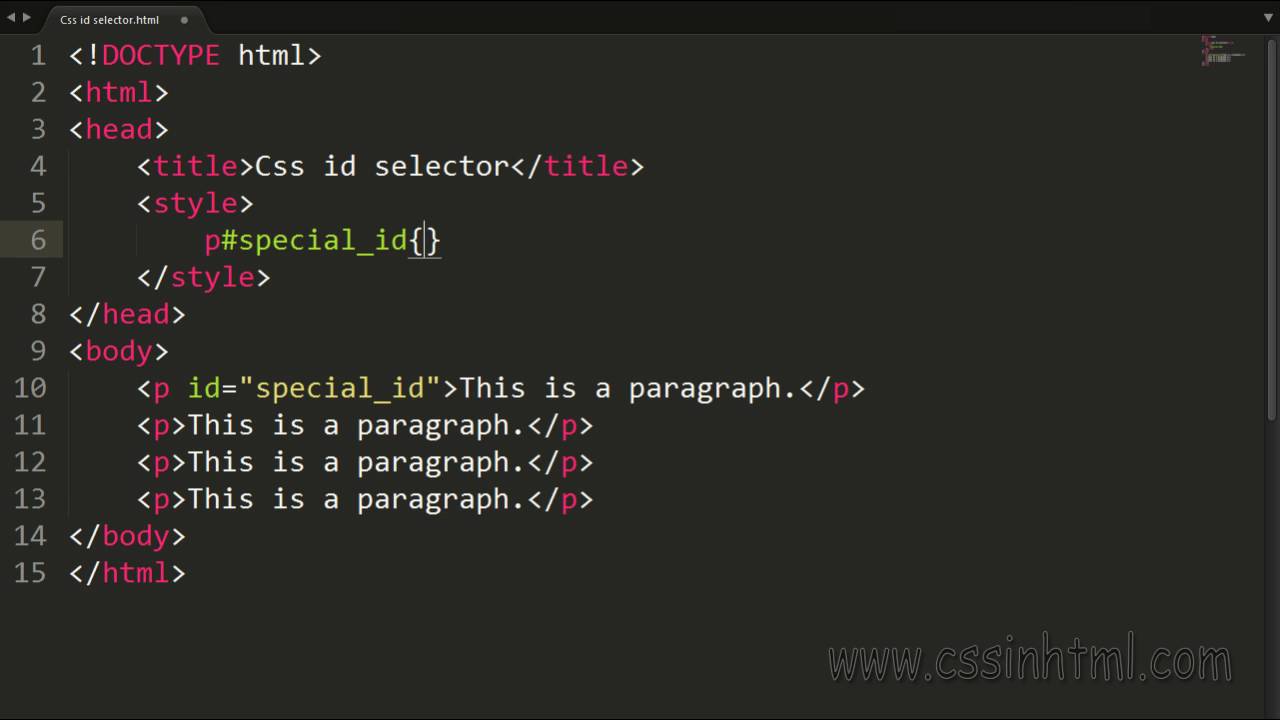 Css id selector.html
1 <!DOCTYPE html>
2 <html>
3 <head>
4     <title>Css id selector</title>
5     <style>
6         p#special_id{}
7     </style>
8 </head>
9 <body>
10     <p id="special_id">This is a paragraph.</p>
11     <p>This is a paragraph.</p>
12     <p>This is a paragraph.</p>
13     <p>This is a paragraph.</p>
14 </body>
15 </html>
www.cssinhtml.com